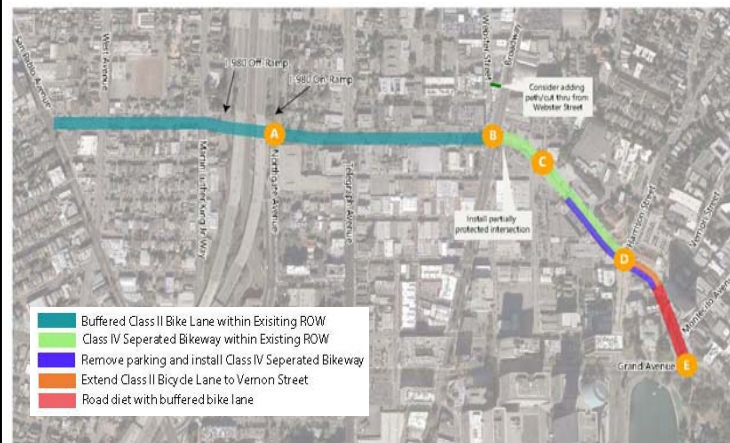 San Pablo Avenue
West Avenue
I-980 Off Ramp
I-980 On Ramp
Webster Street
Broadway
Consider adding
path/cut thru from
Webster Street
A
B
C
Martin Luther King Jr Way
Northgate Avenue
Telegraph Avenue
Install partially
protected intersection
Harrison Street
Vernon Street
D
Montecito Avenue
Grand Avenue
E
Buffered Class II Bike Lane within Exisiting ROW
Class IV Seperated Bikeway within Existing ROW
Remove parking and install Class IV Seperated Bikeway
Extend Class II Bicycle Lane to Vernon Street
Road diet with buffered bike lane